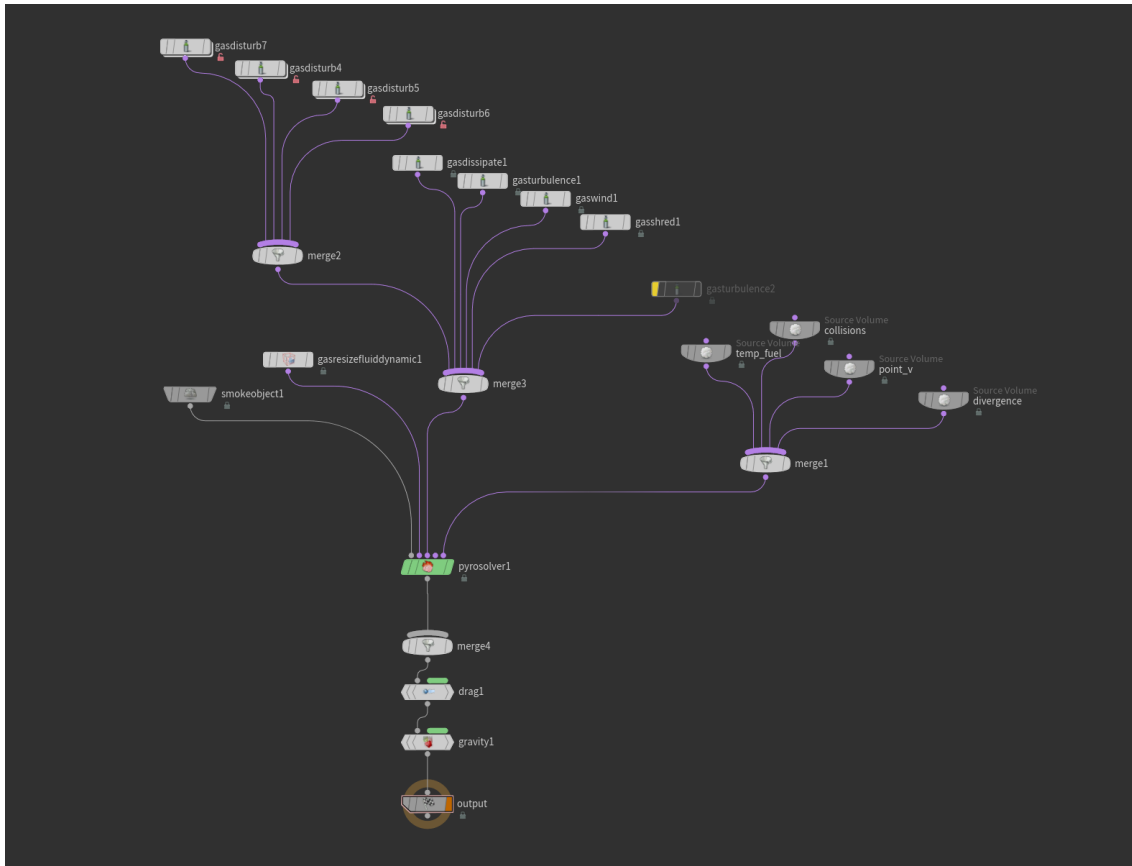 gasdisturb7
gasdisturb4
gasdisturb5
gasdisturb6
gasdissipate1
gasturbulence1
gaswind1
gasshred1
merge2
gasturbulence2
Source Volume
collisions
Source Volume
temp_fuel
Source Volume
point_v
gasresizefluiddynamic1
merge3
smokeobject1
Source Volume
divergence
merge1
pyrosolver1
merge4
drag1
gravity1
output